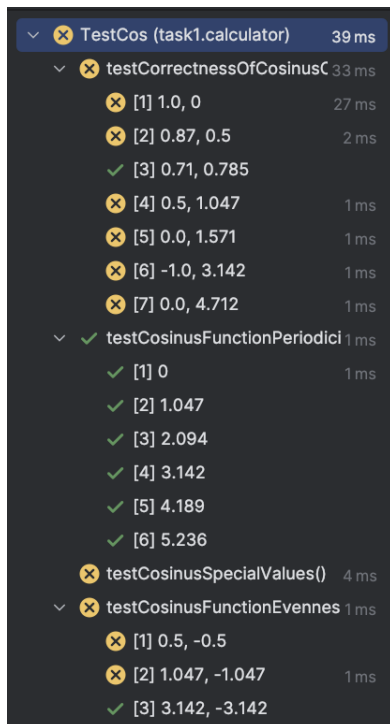 TestCos (task1.calculator) 39 ms
testCorrectnessOfCosinusC 33 ms
[1] 1.0, 0 27 ms
[2] 0.87, 0.5 2 ms
[3] 0.71, 0.785
[4] 0.5, 1.047 1 ms
[5] 0.0, 1.571 1 ms
[6] -1.0, 3.142 1 ms
[7] 0.0, 4.712 1 ms
testCosinusFunctionPeriodici 1 ms
[1] 0 1 ms
[2] 1.047
[3] 2.094
[4] 3.142
[5] 4.189
[6] 5.236
testCosinusSpecialValues() 4 ms
testCosinusFunctionEvennes 1 ms
[1] 0.5, -0.5
[2] 1.047, -1.047 1 ms
[3] 3.142, -3.142